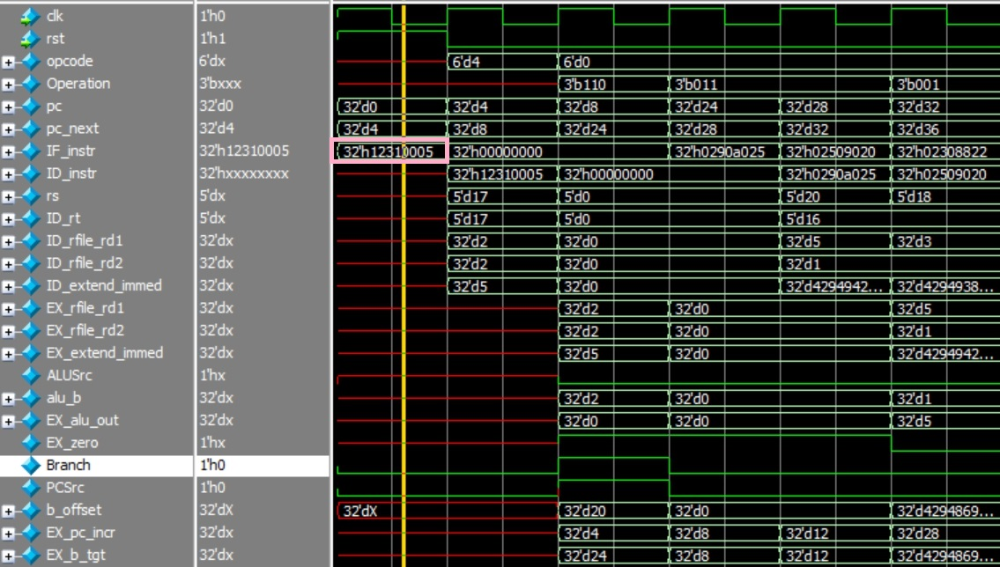 clk 1'h0
rst 1'h1
opcode 6'dx 6'd4 6'd0
Operation 3'bxxx 3'b110 3'b011 3'b001
pc 32'd0 32'd0 32'd4 32'd8 32'd24 32'd28 32'd32
pc_next 32'd4 32'd4 32'd8 32'd24 32'd28 32'd32 32'd36
IF_instr 32'h12310005 32'h12310005 32'h00000000 32'h0290a025 32'h02509020 32'h02308822
ID_instr 32'hxxxxxxxx 32'h12310005 32'h00000000 32'h0290a025 32'h02509020
rs 5'dx 5'd17 5'd0 5'd20 5'd18
ID_rt 5'dx 5'd17 5'd0 5'd16
ID_rfile_rd1 32'dx 32'd2 32'd0 32'd5 32'd3
ID_rfile_rd2 32'dx 32'd2 32'd0 32'd1
ID_extend_immed 32'dx 32'd5 32'd0 32'd4294942... 32'd4294938...
EX_rfile_rd1 32'dx 32'd2 32'd0 32'd5
EX_rfile_rd2 32'dx 32'd2 32'd0 32'd1
EX_extend_immed 32'dx 32'd5 32'd0 32'd4294942...
ALUSrc 1'hx
alu_b 32'dx 32'd2 32'd0 32'd1
EX_alu_out 32'dx 32'd0 32'd0 32'd5
EX_zero 1'hx
Branch 1'h0
PCSrc 1'h0
b_offset 32'dX 32'dX 32'd20 32'd0 32'd4294869...
EX_pc_incr 32'dx 32'd4 32'd8 32'd12 32'd28
EX_b_tgt 32'dx 32'd24 32'd8 32'd12 32'd4294869...